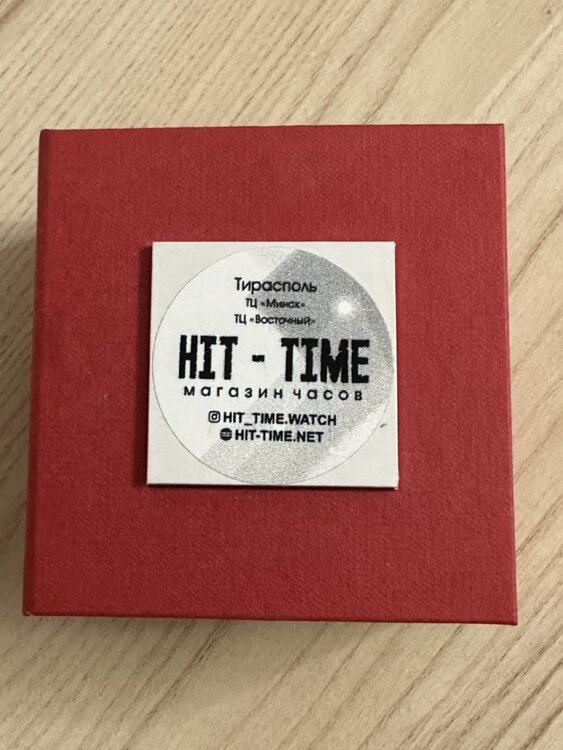 Тирасполь
ТЦ «Минск»
ТЦ «Восточный»
HIT - TIME
магазин часов
HIT_TIME.WATCH
HIT-TIME.NET